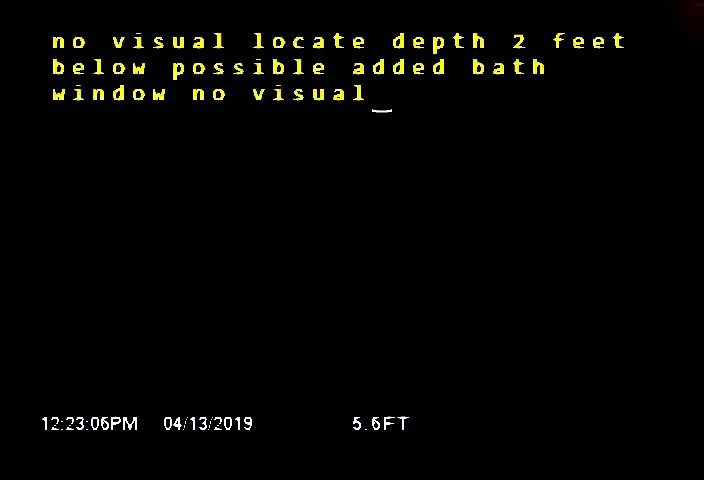 no visual locate depth 2 feet
below possible added bath
window no visual_
12:23:06PM 04/13/2019 5.6FT